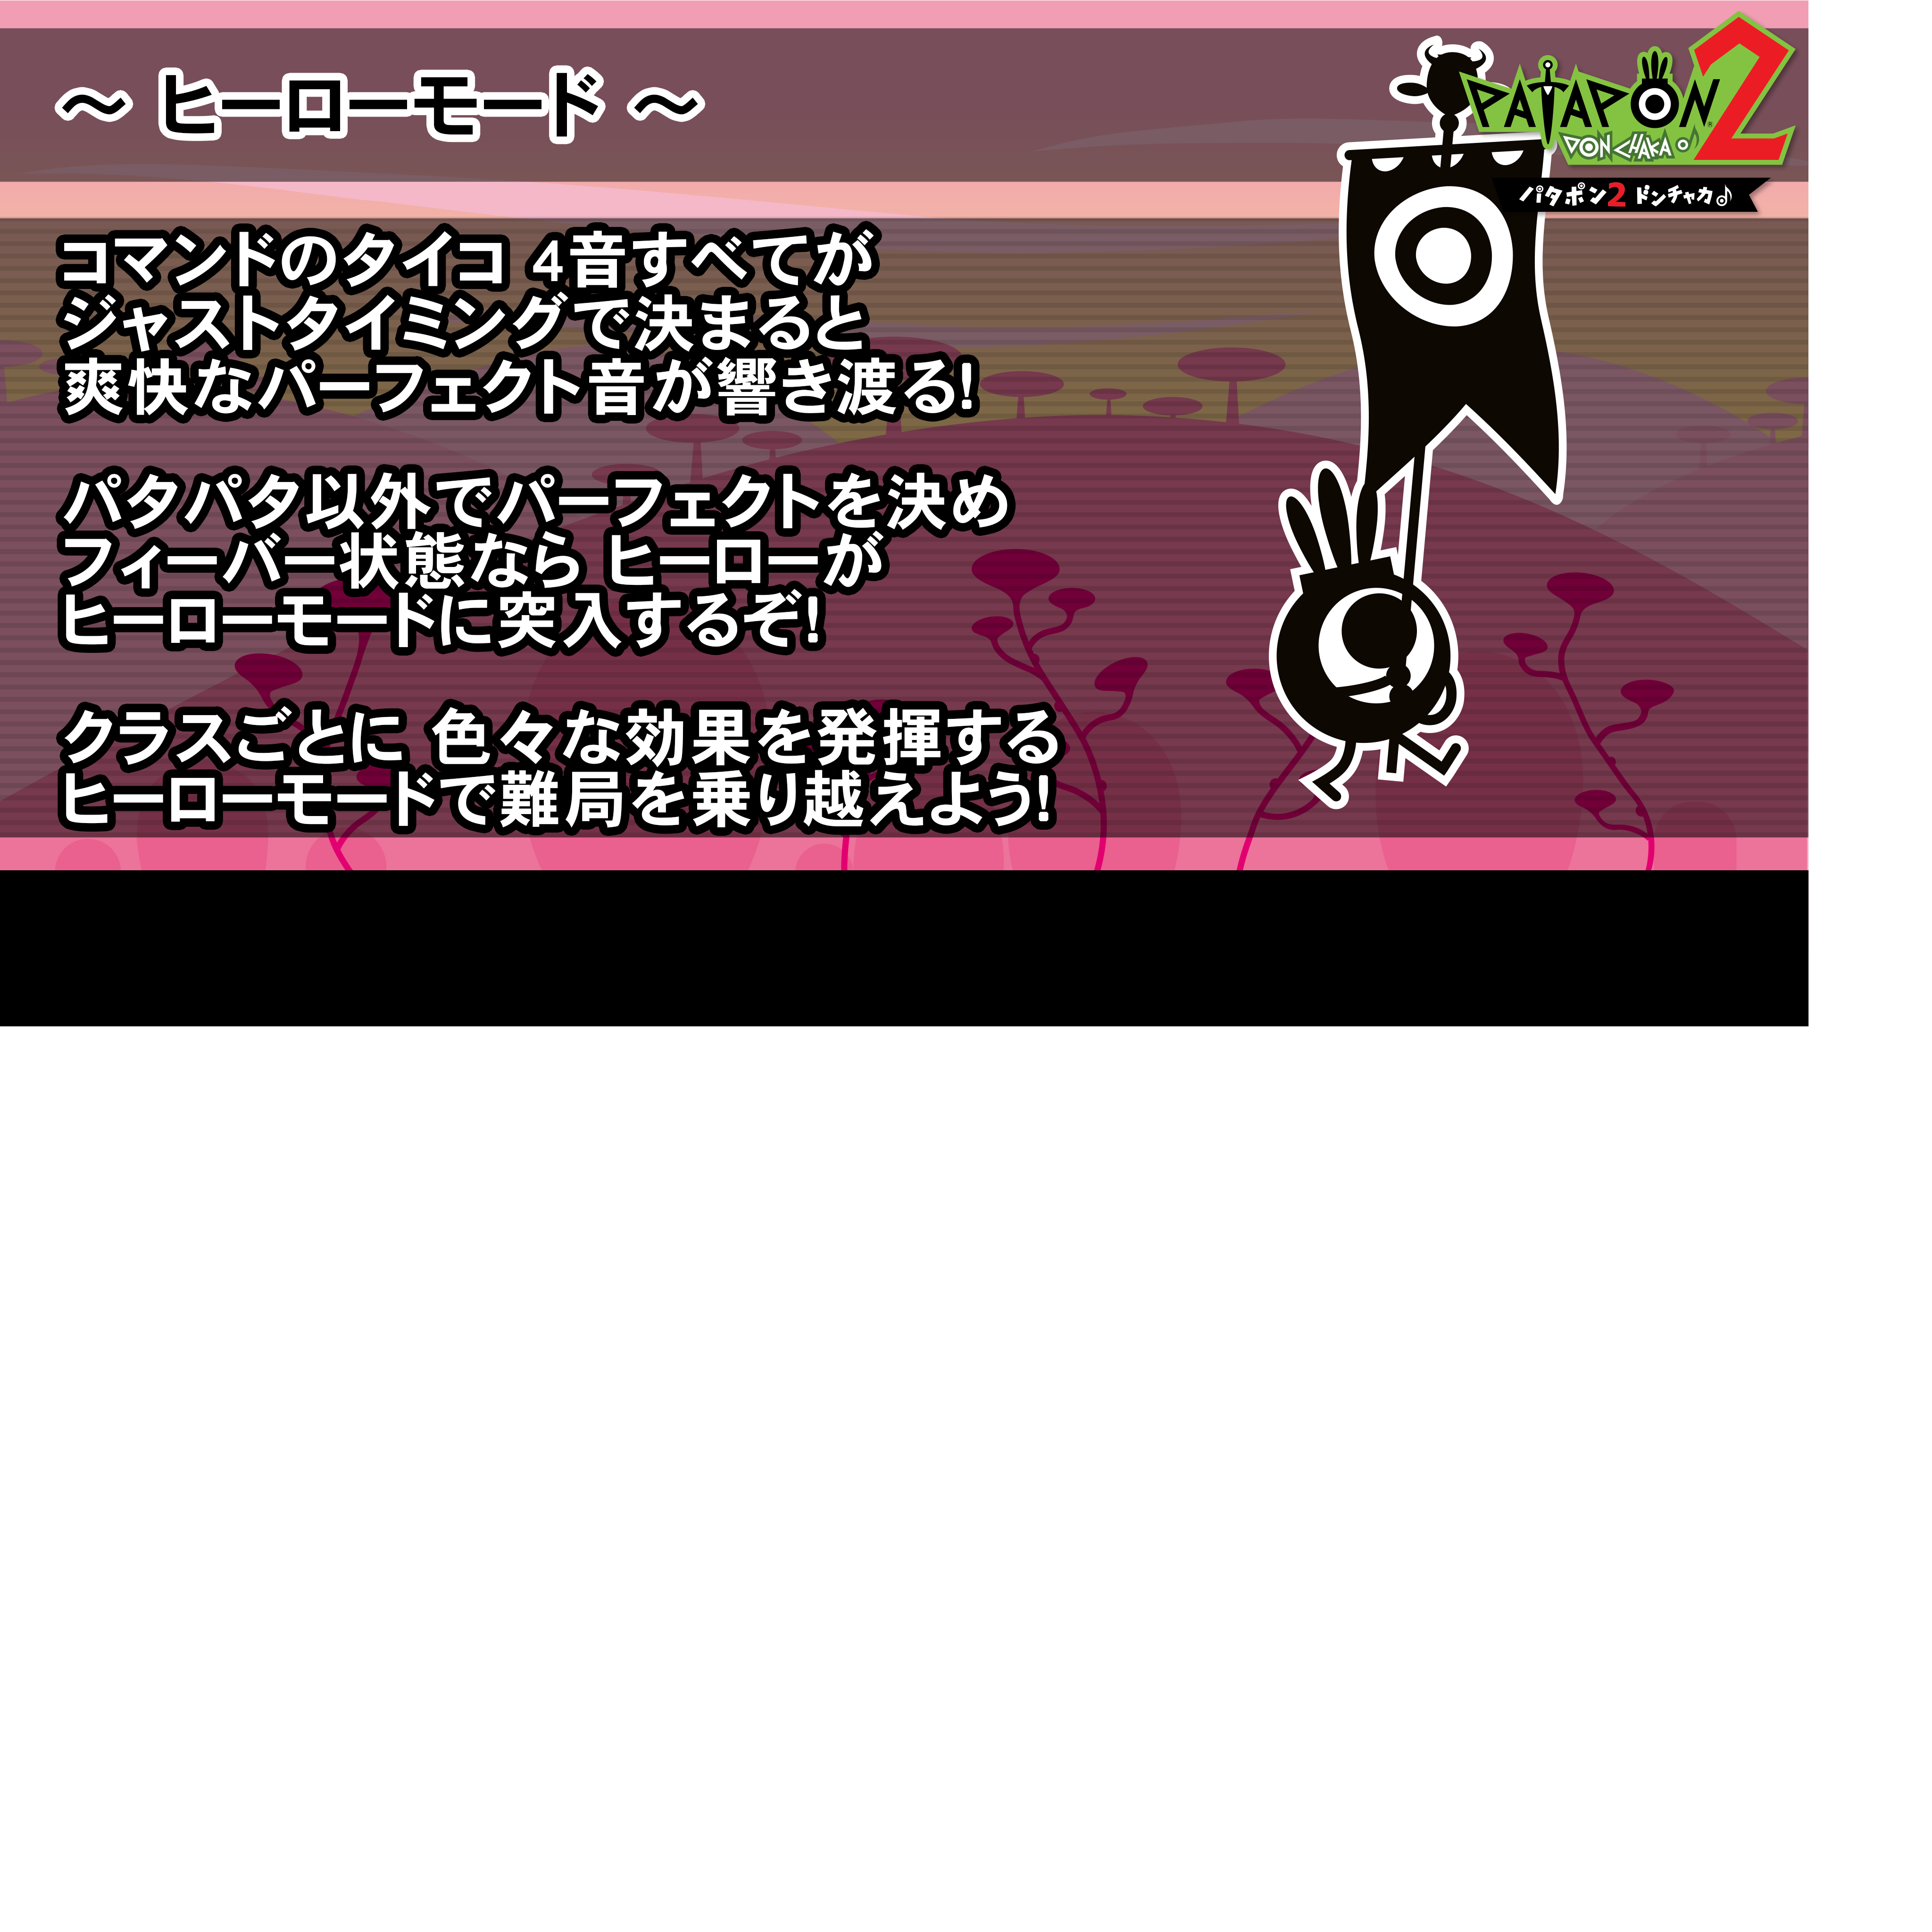 ～ ヒーローモード ～
PATAPON 2
DON CHAKA♪
パタポン2 ドンチャカ♪
コマンドのタイコ 4音すべてが
ジャストタイミングで決まると
爽快なパーフェクト音が響き渡る!
パタパタ以外でパーフェクトを決め
フィーバー状態なら ヒーローが
ヒーローモードに突入するぞ!
クラスごとに 色々な効果を発揮する
ヒーローモードで難局を乗り越えよう!